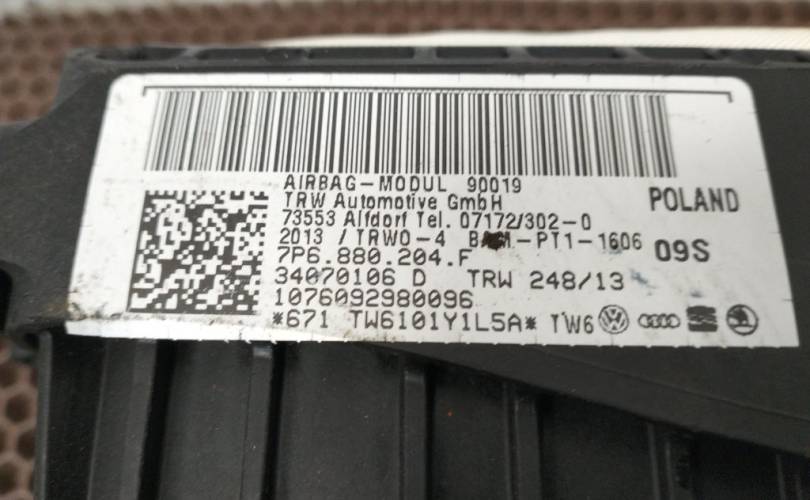 AIRBAG-MODUL 90019
TRW Automotive GmbH
POLAND
73553 Alfdorf Tel. 07172/302-0
2013 / TRWO-4 -PT1-1606
09S
7P6.880.204.F
34070106 D TRW 248/13
1076092980096
*671 TW6101Y1L5A* TW6